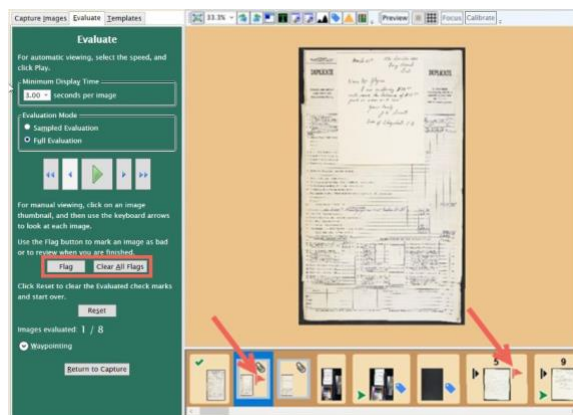 Capture Images Evaluate Templates
33.3% Preview Focus Calibrate
Evaluate
For automatic viewing, select the speed, and
click Play.
Minimum Display Time
3.00 seconds per image
Evaluation Mode
Sampled Evaluation
Full Evaluation
For manual viewing, click on an image
thumbnail, and then use the keyboard arrows
to look at each image.
Use the Flag button to mark an image as bad
or to review when you are finished.
Flag Clear All Flags
Click Reset to clear the Evaluated check marks
and start over.
Reset
Images evaluated: 1 / 8
Waypointing
Return to Capture
DUPLICATE DUPLICATE
5 9